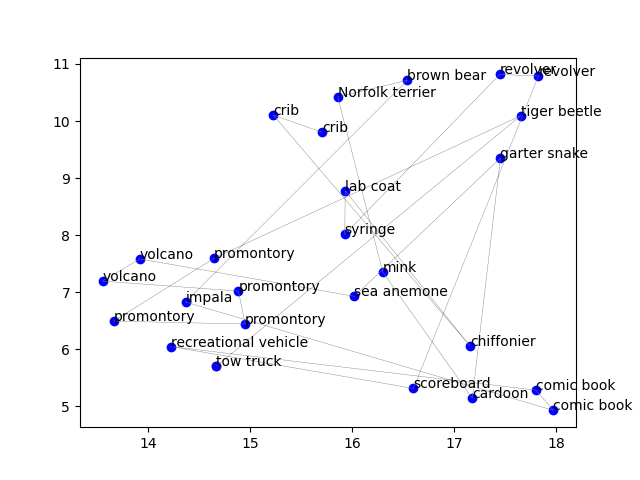 11
revolver
revolver
brown bear
Norfolk terrier
crib
tiger beetle
10
crib
garter snake
9
lab coat
syringe
8
volcano
promontory
mink
volcano
promontory
sea anemone
7
impala
promontory
promontory
recreational vehicle
chiffonier
6
tow truck
scoreboard
comic book
cardoon
comic book
5
14
15
16
17
18